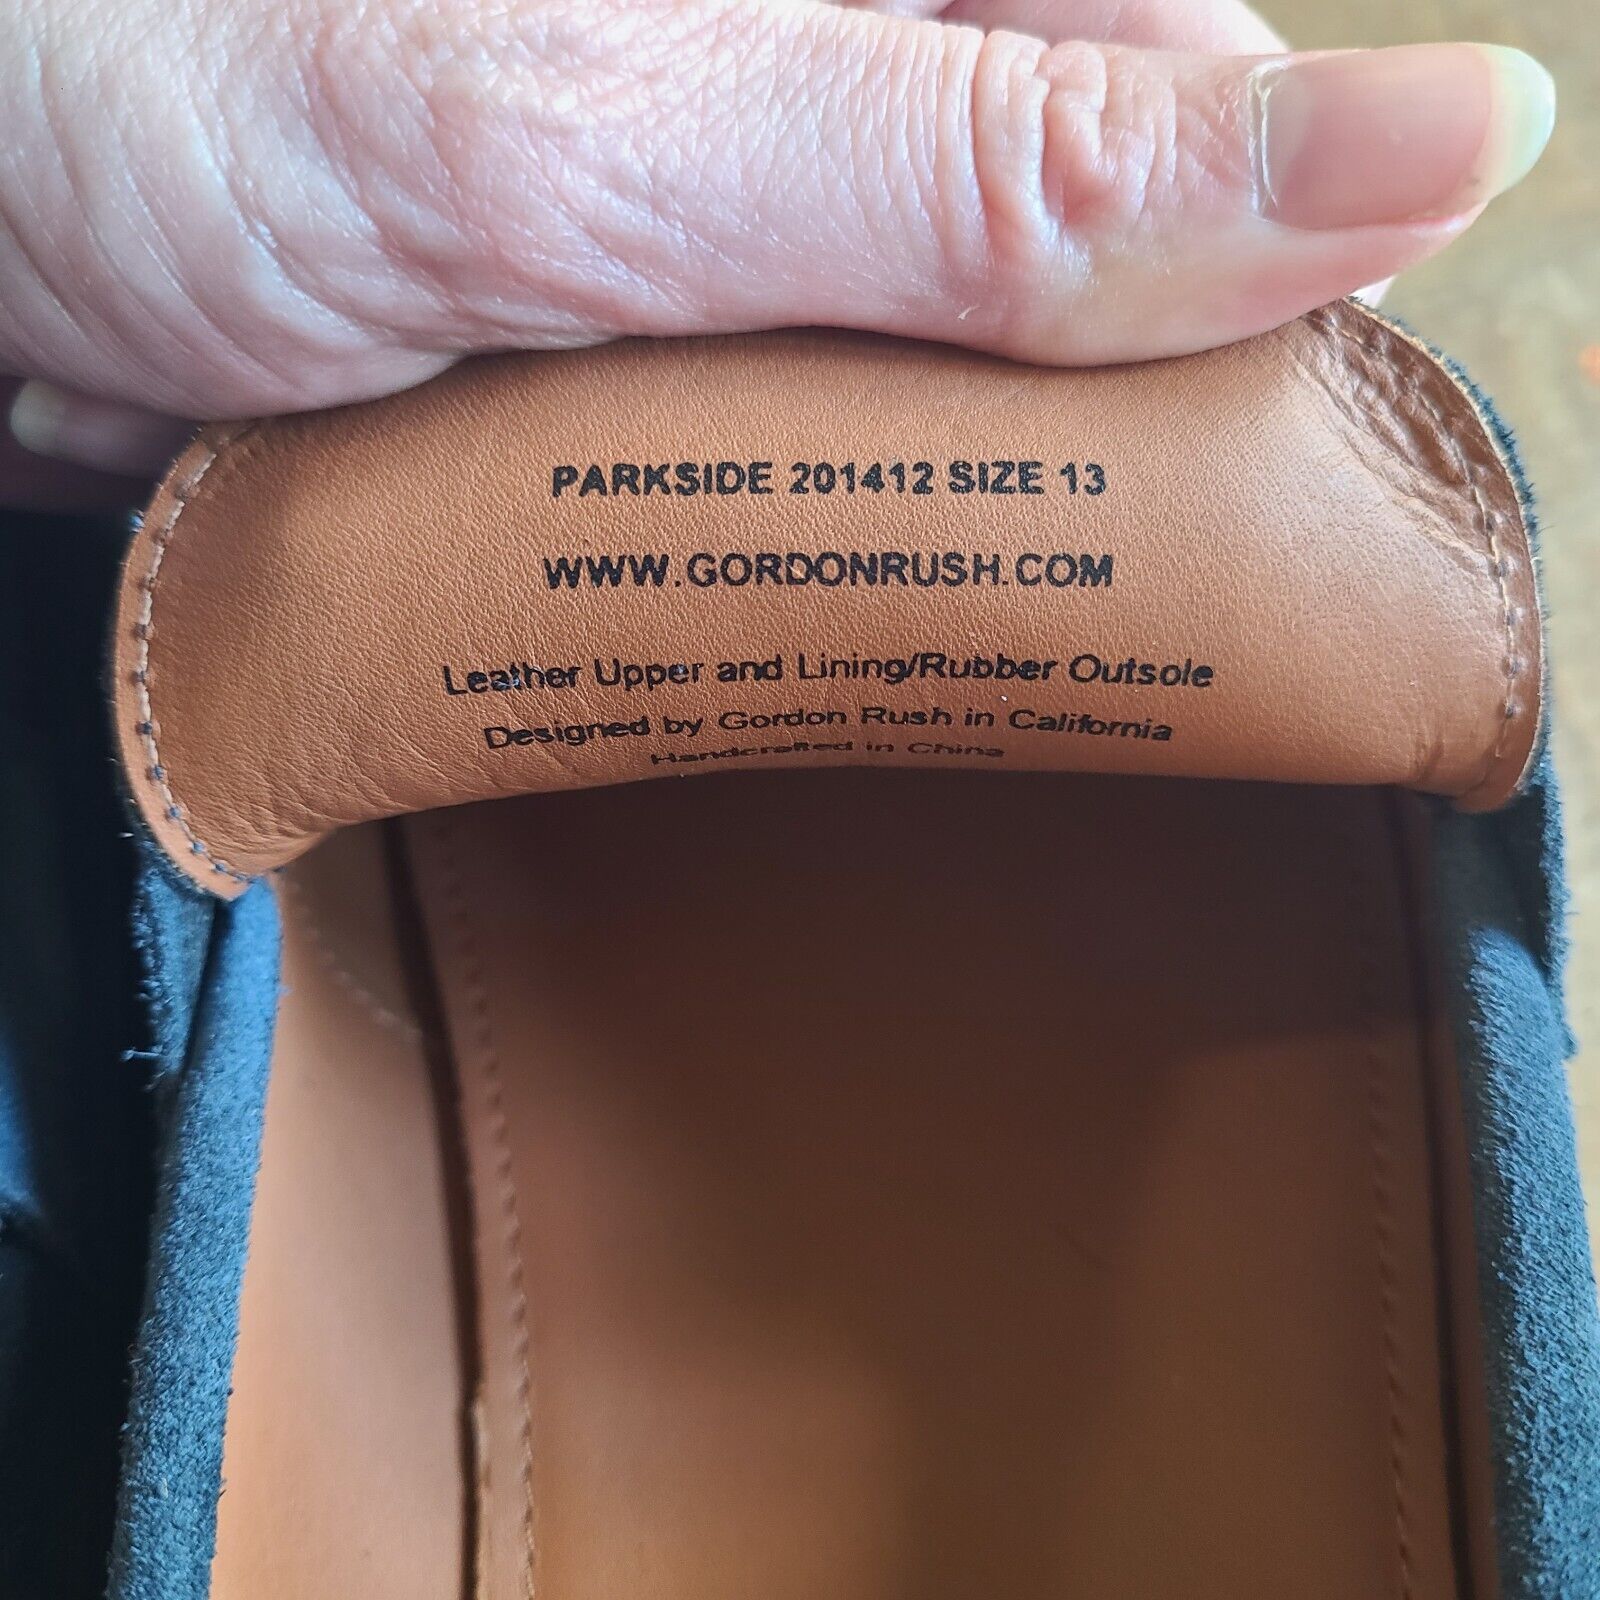 PARKSIDE 201412 SIZE 13
WWW.GORDONRUSH.COM
Leather Upper and Lining/Rubber Outsole
Designed by Gordon Rush in California
Handcrafted in China